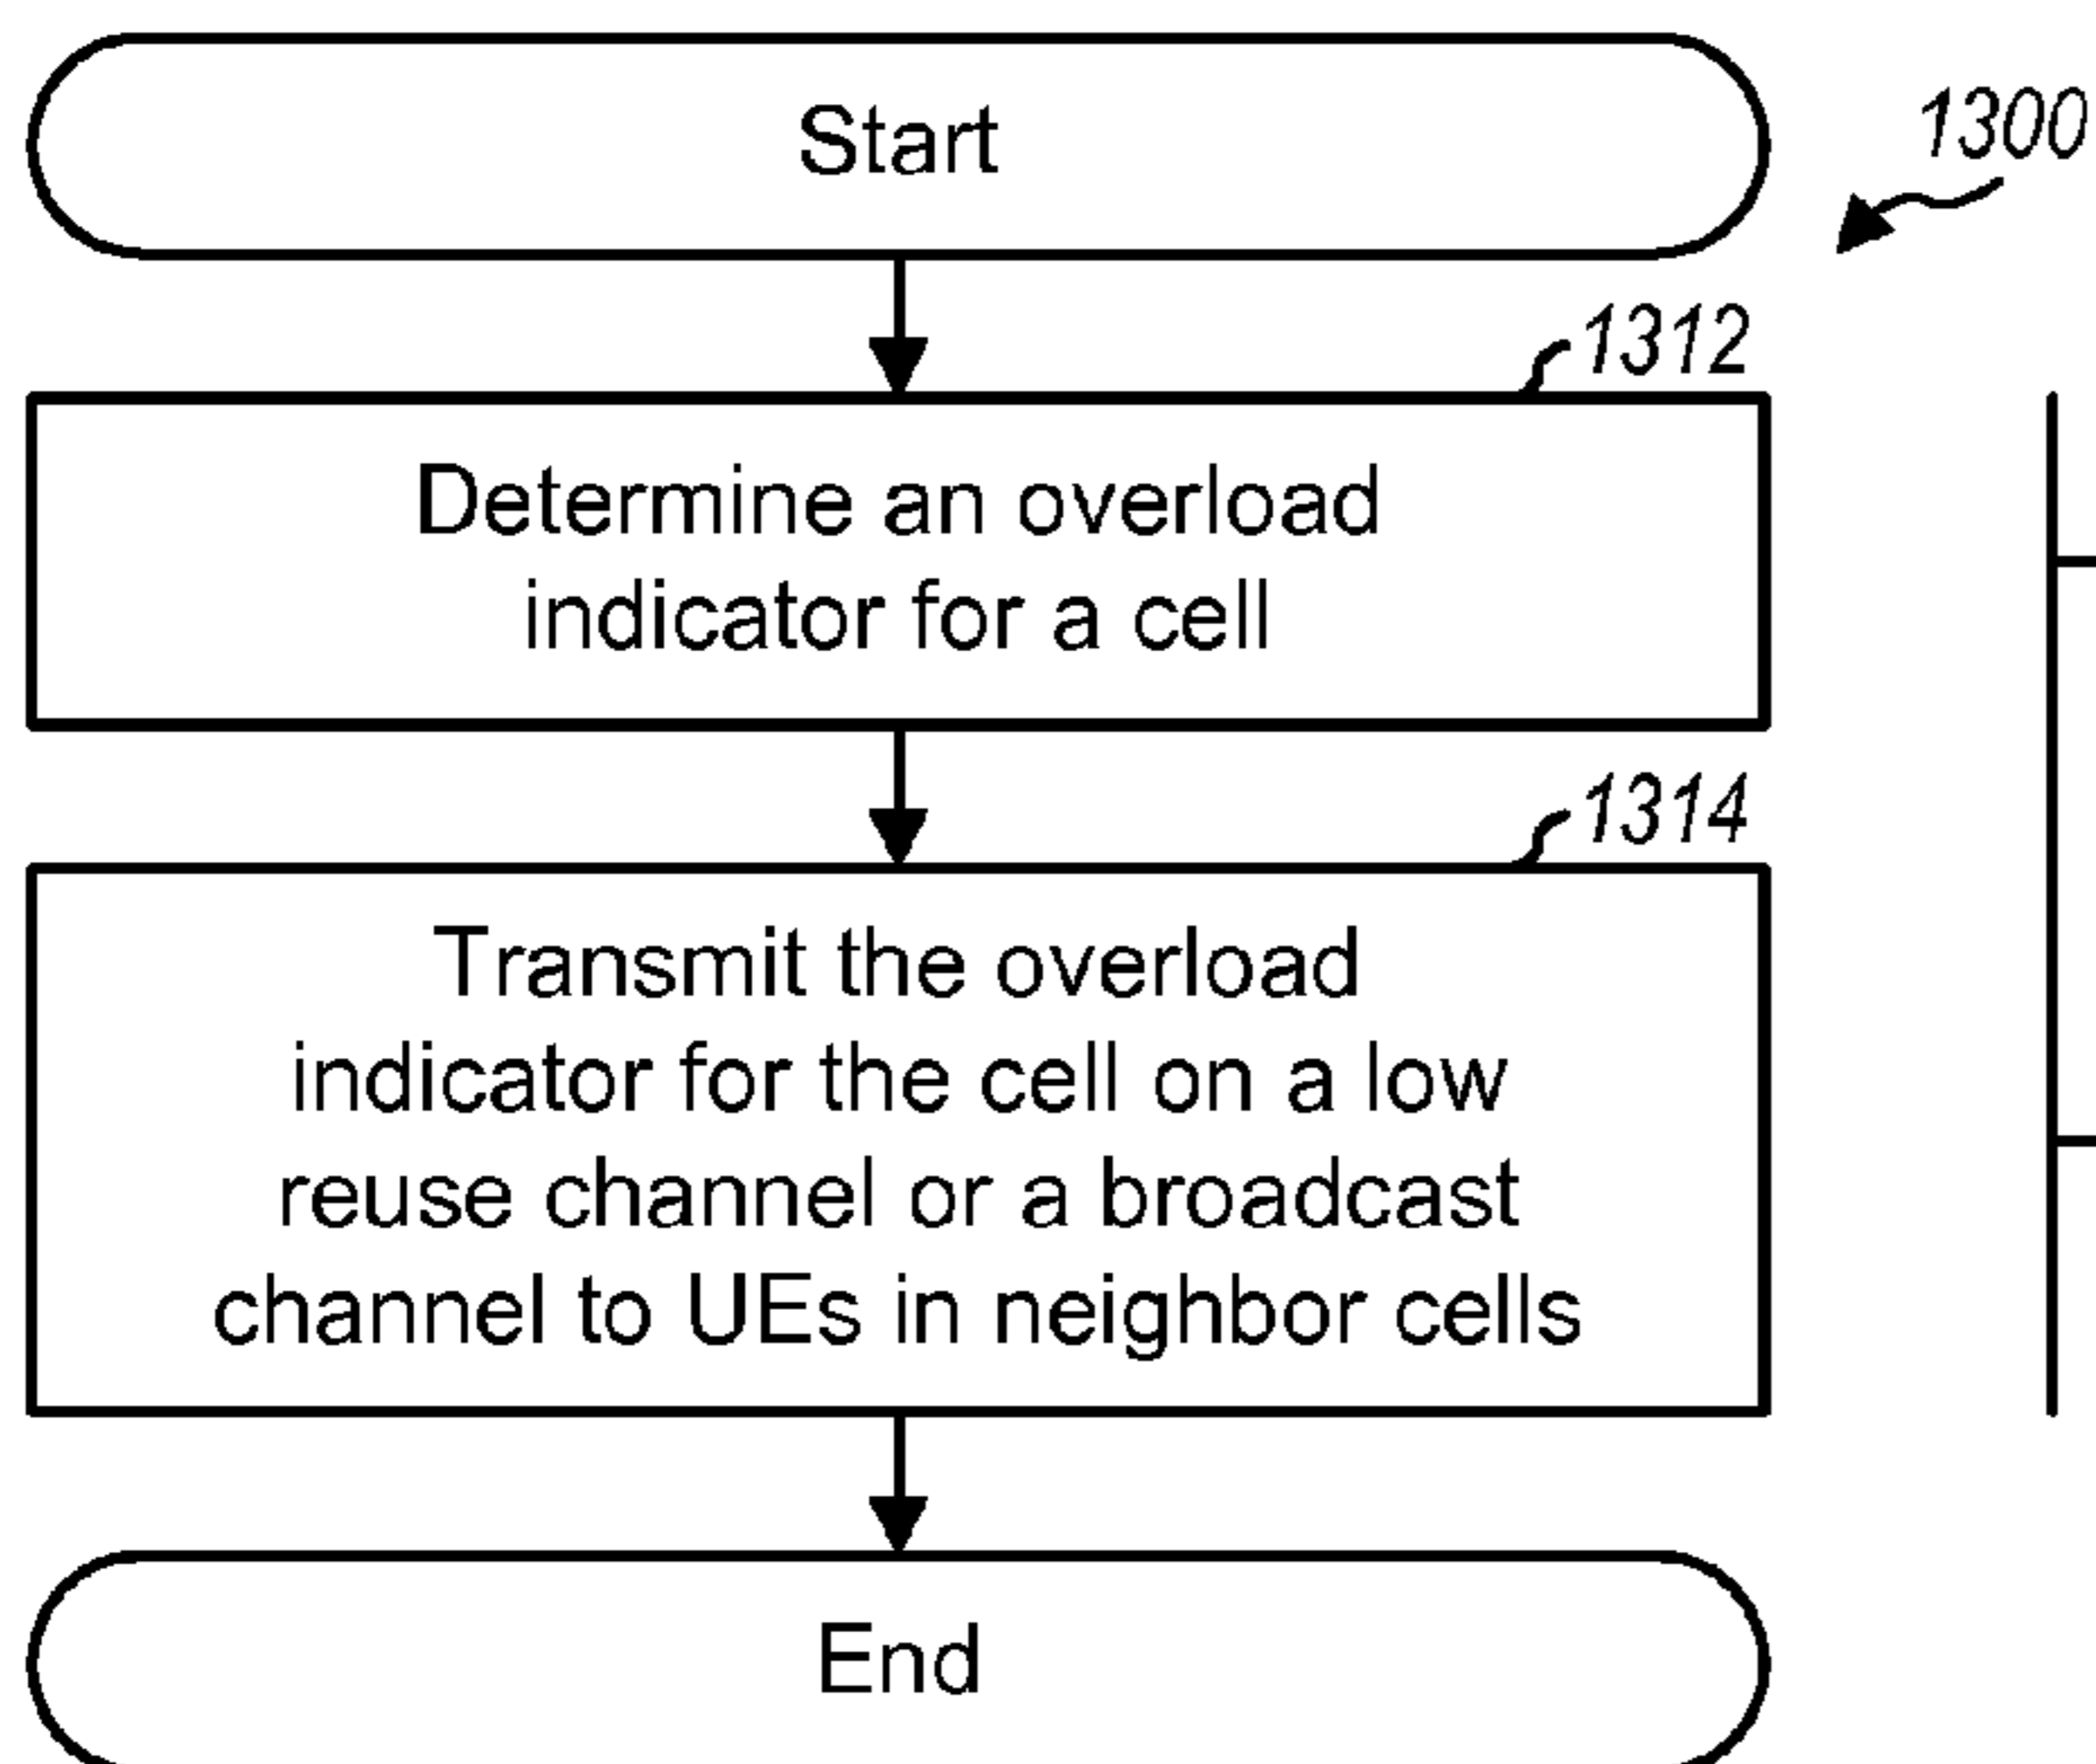 Start
1300
1312
Determine an overload
indicator for a cell
1314
Transmit the overload
indicator for the cell on a low
reuse channel or a broadcast
channel to UEs in neighbor cells
End